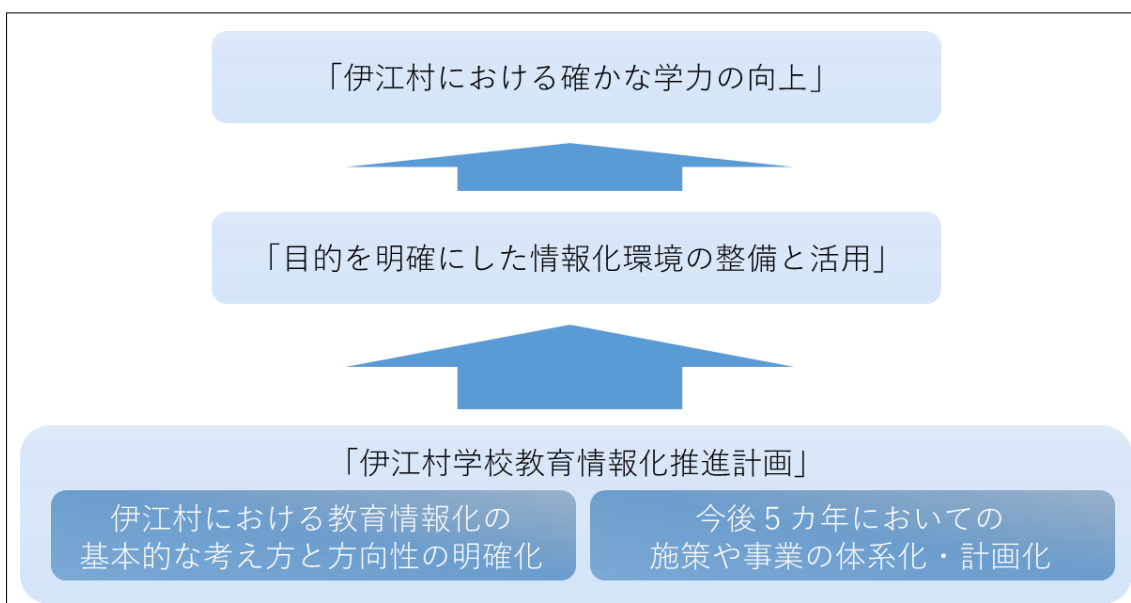 「伊江村における確かな学力の向上」
「目的を明確にした情報化環境の整備と活用」
「伊江村学校教育情報化推進計画」
伊江村における教育情報化の
基本的な考え方と方向性の明確化
今後５カ年においての
施策や事業の体系化・計画化